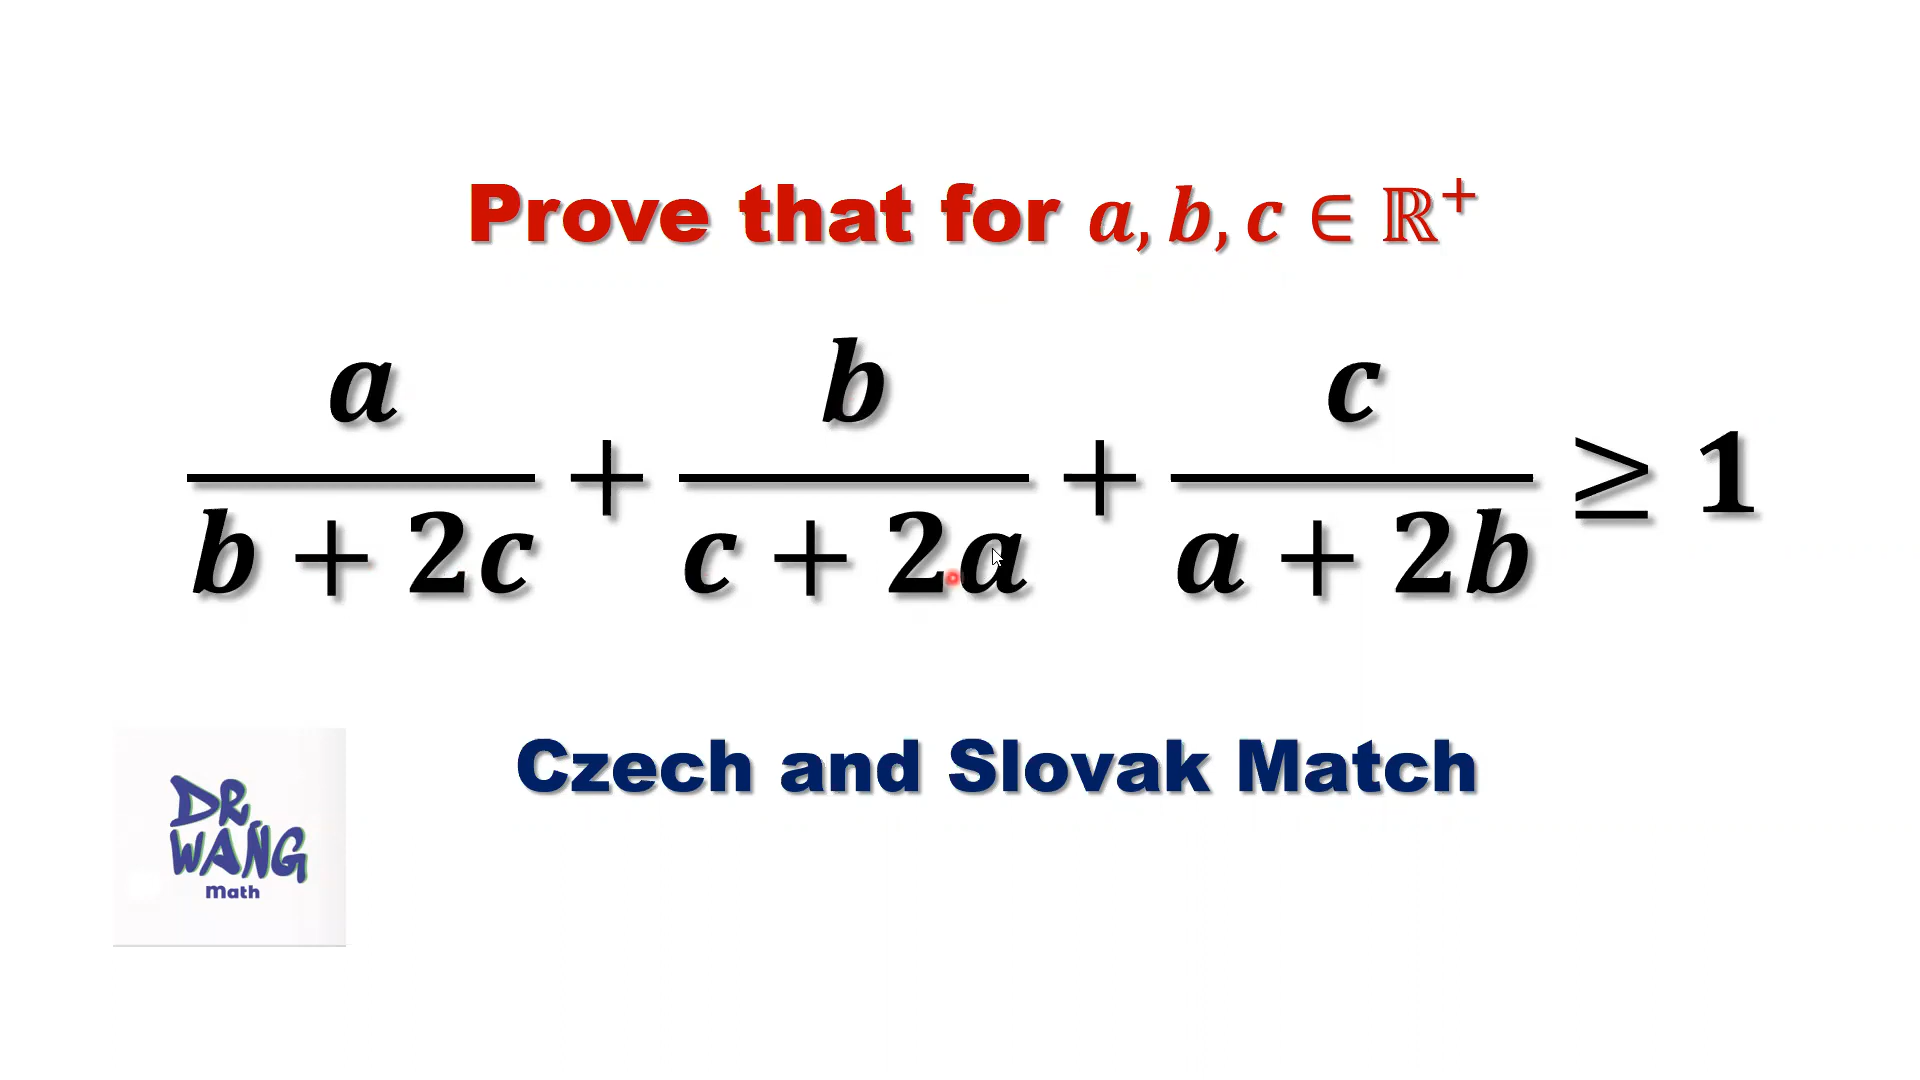 Prove that for a, b, c ∈ ℝ⁺
a/(b + 2c) + b/(c + 2a) + c/(a + 2b) ≥ 1
Czech and Slovak Match
DR
WANG
Math